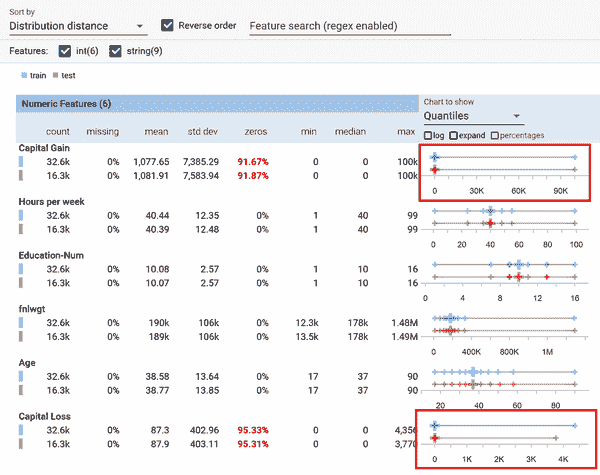 Sort by
Distribution distance
Reverse order
Feature search (regex enabled)
Features: int(6) string(9)
train test
Numeric Features (6)
Chart to show
Quantiles
count missing mean std dev zeros min median max
log expand percentages
Capital Gain
32.6k 0% 1,077.65 7,385.29 91.67% 0 0 100k
16.3k 0% 1,081.91 7,583.94 91.87% 0 0 100k
0 30K 60K 90K
Hours per week
32.6k 0% 40.44 12.35 0% 1 40 99
16.3k 0% 40.39 12.48 0% 1 40 99
0 20 40 60 80 100
Education-Num
32.6k 0% 10.08 2.57 0% 1 10 16
16.3k 0% 10.07 2.57 0% 1 10 16
0 4 8 12 16
fnlwgt
32.6k 0% 190k 106k 0% 12.3k 178k 1.48M
16.3k 0% 189k 106k 0% 13.5k 178k 1.49M
0 400K 800K 1M
Age
32.6k 0% 38.58 13.64 0% 17 37 90
16.3k 0% 38.77 13.85 0% 17 37 90
20 40 60 80
Capital Loss
32.6k 0% 87.3 402.96 95.33% 0 0 4,356
16.3k 0% 87.9 403.11 95.31% 0 0 3,770
0 1K 2K 3K 4K